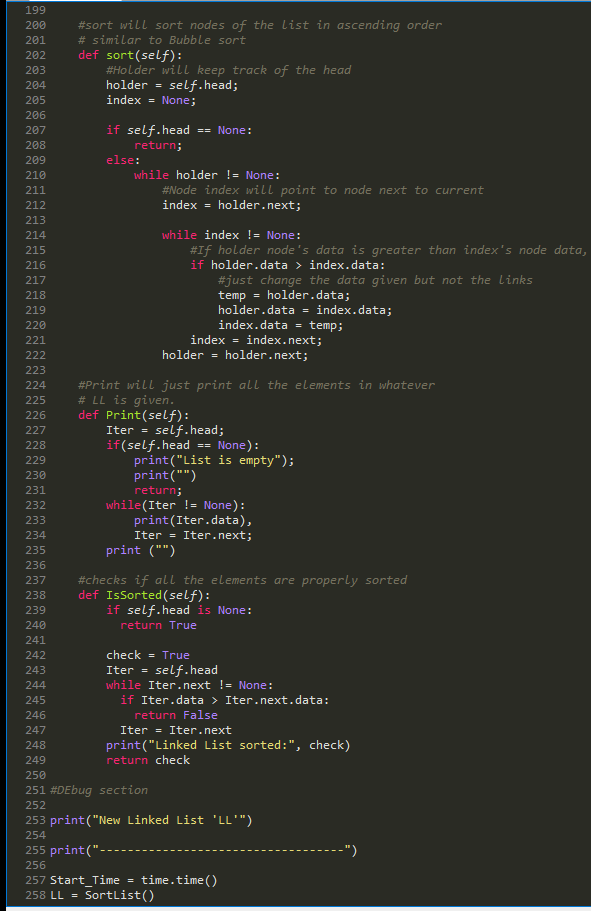 199
200 #sort will sort nodes of the list in ascending order
201 # similar to Bubble sort
202 def sort(self):
203 #Holder will keep track of the head
204 holder = self.head;
205 index = None;
206
207 if self.head == None:
208 return;
209 else:
210 while holder != None:
211 #Node index will point to node next to current
212 index = holder.next;
213
214 while index != None:
215 #If holder node's data is greater than index's node data,
216 if holder.data > index.data:
217 #just change the data given but not the links
218 temp = holder.data;
219 holder.data = index.data;
220 index.data = temp;
221 index = index.next;
222 holder = holder.next;
223
224 #Print will just print all the elements in whatever
225 # LL is given.
226 def Print(self):
227 Iter = self.head;
228 if(self.head == None):
229 print("List is empty");
230 print("")
231 return;
232 while(Iter != None):
233 print(Iter.data),
234 Iter = Iter.next;
235 print ("")
236
237 #checks if all the elements are properly sorted
238 def IsSorted(self):
239 if self.head is None:
240 return True
241
242 check = True
243 Iter = self.head
244 while Iter.next != None:
245 if Iter.data > Iter.next.data:
246 return False
247 Iter = Iter.next
248 print("Linked List sorted:", check)
249 return check
250
251 #DEbug section
252
253 print("New Linked List 'LL'")
254
255 print("-----------------------------------")
256
257 Start_Time = time.time()
258 LL = SortList()